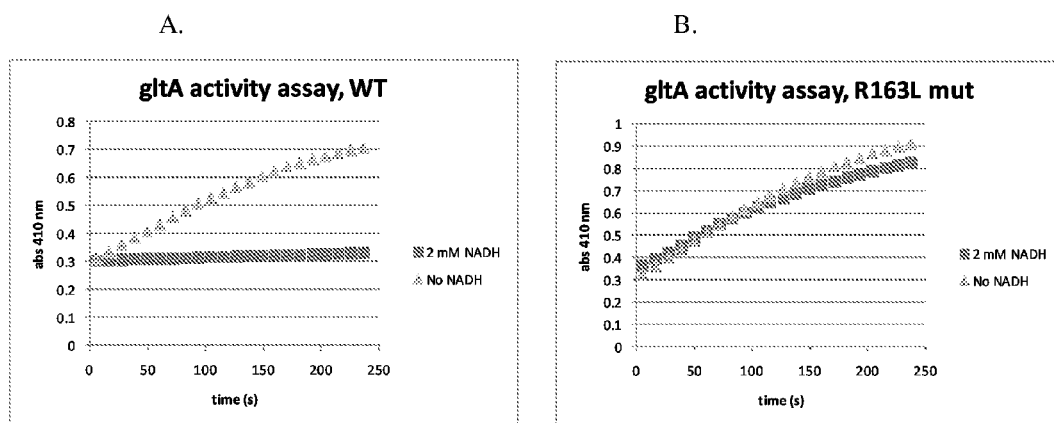 A.
gltA activity assay, WT
abs 410 nm
0.8
0.7
0.6
0.5
0.4
0.3
0.2
0.1
0
0 50 100 150 200 250
time (s)
2 mM NADH
No NADH
B.
gltA activity assay, R163L mut
abs 410 nm
1
0.9
0.8
0.7
0.6
0.5
0.4
0.3
0.2
0.1
0
0 50 100 150 200 250
time (s)
2 mM NADH
No NADH